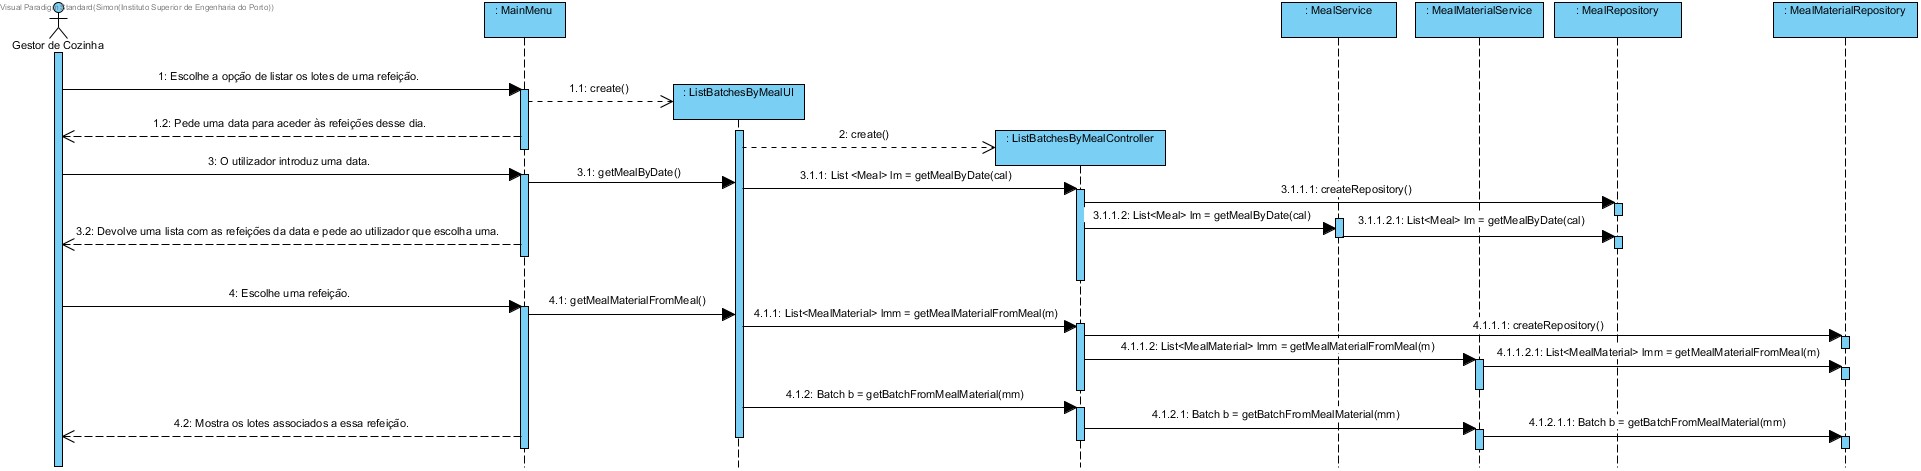 Visual Paradigm Standard(Simon(Instituto Superior de Engenharia do Porto))
Gestor de Cozinha
: MainMenu
: MealService
: MealMaterialService
: MealRepository
: MealMaterialRepository
1: Escolhe a opção de listar os lotes de uma refeição.
1.1: create()
: ListBatchesByMealUI
1.2: Pede uma data para aceder às refeições desse dia.
2: create()
: ListBatchesByMealController
3: O utilizador introduz uma data.
3.1: getMealByDate()
3.1.1: List <Meal> lm = getMealByDate(cal)
3.1.1.1: createRepository()
3.1.1.2: List<Meal> lm = getMealByDate(cal)
3.1.1.2.1: List<Meal> lm = getMealByDate(cal)
3.2: Devolve uma lista com as refeições da data e pede ao utilizador que escolha uma.
4: Escolhe uma refeição.
4.1: getMealMaterialFromMeal()
4.1.1: List<MealMaterial> lmm = getMealMaterialFromMeal(m)
4.1.1.1: createRepository()
4.1.1.2: List<MealMaterial> lmm = getMealMaterialFromMeal(m)
4.1.1.2.1: List<MealMaterial> lmm = getMealMaterialFromMeal(m)
4.1.2: Batch b = getBatchFromMealMaterial(mm)
4.1.2.1: Batch b = getBatchFromMealMaterial(mm)
4.1.2.1.1: Batch b = getBatchFromMealMaterial(mm)
4.2: Mostra os lotes associados a essa refeição.